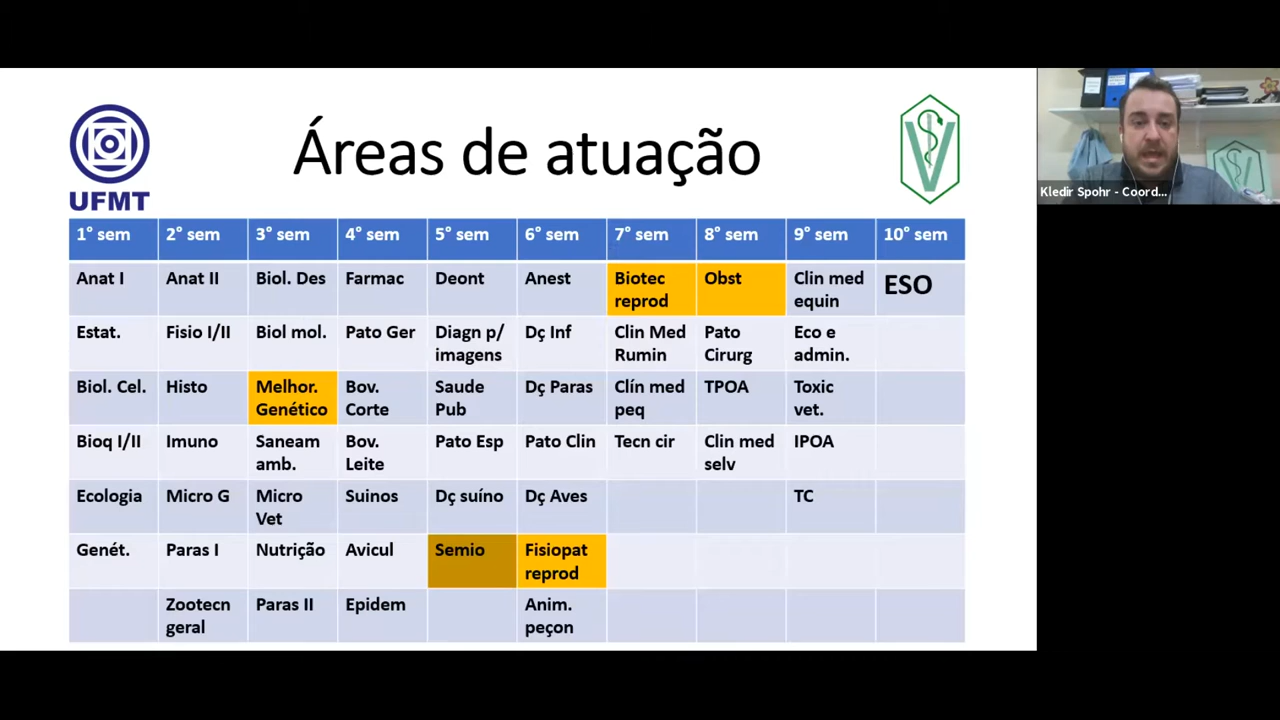 UFMT
Áreas de atuação
V
Kledir Spohr - Coord...
1° sem 2° sem 3° sem 4° sem 5° sem 6° sem 7° sem 8° sem 9° sem 10° sem
Anat I Anat II Biol. Des Farmac Deont Anest Biotec reprod Obst Clin med equin ESO
Estat. Fisio I/II Biol mol. Pato Ger Diagn p/ imagens Dç Inf Clin Med Rumin Pato Cirurg Eco e admin.
Biol. Cel. Histo Melhor. Genético Bov. Corte Saude Pub Dç Paras Clín med peq TPOA Toxic vet.
Bioq I/II Imuno Saneam amb. Bov. Leite Pato Esp Pato Clin Tecn cir Clin med selv IPOA
Ecologia Micro G Micro Vet Suinos Dç suíno Dç Aves TC
Genét. Paras I Nutrição Avicul Semio Fisiopat reprod
Zootecn geral Paras II Epidem Anim. peçon